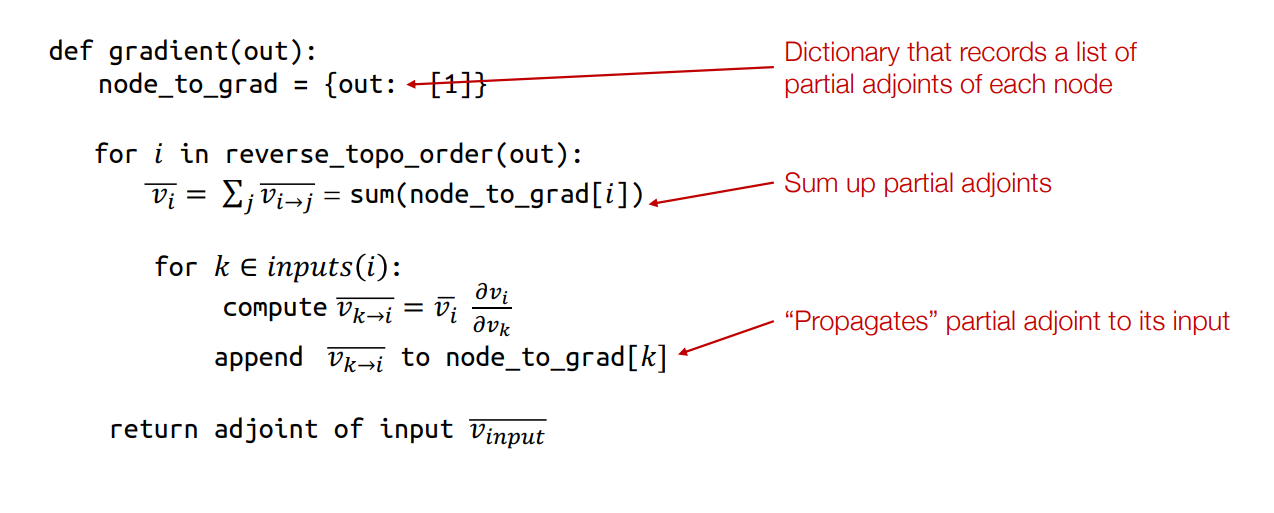 def gradient(out):
node_to_grad = {out: [1]}
Dictionary that records a list of
partial adjoints of each node
for i in reverse_topo_order(out):
$\overline{v_i} = \sum_j \overline{v_{i \to j}}$ = sum(node_to_grad[i])
Sum up partial adjoints
for k ∈ inputs(i):
compute $\overline{v_{k \to i}} = \bar{v}_i \frac{\partial v_i}{\partial v_k}$
“Propagates” partial adjoint to its input
append $\overline{v_{k \to i}}$ to node_to_grad[k]
return adjoint of input $\overline{v_{input}}$